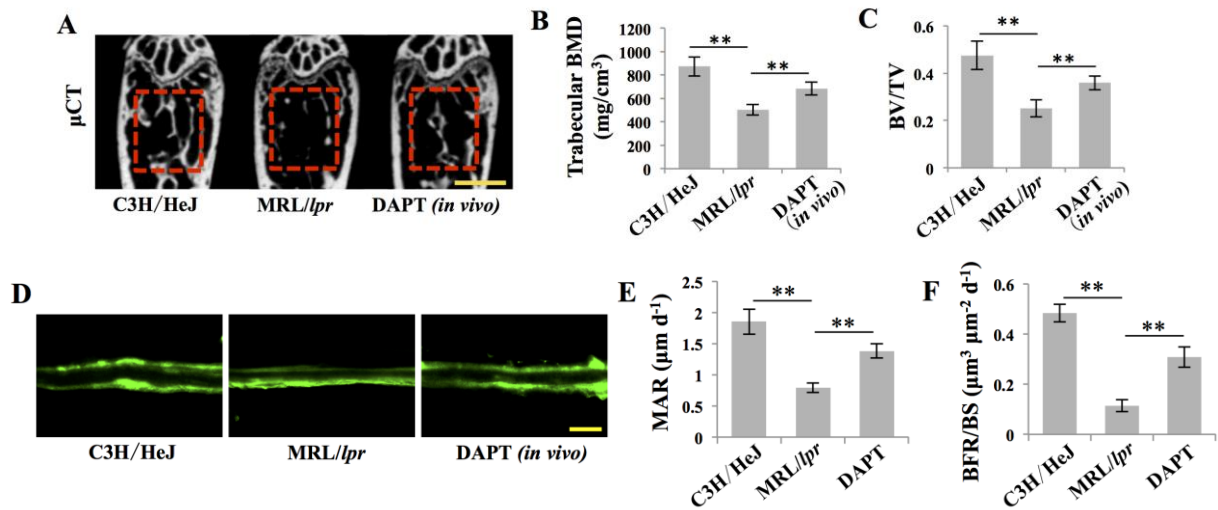 A
µCT
C3H/HeJ
MRL/lpr
DAPT (in vivo)
B
Trabecular BMD
(mg/cm³)
1200
1000
800
600
400
200
0
**
**
C3H/HeJ
MRL/lpr
DAPT
(in vivo)
C
BV/TV
0.6
0.4
0.2
0
**
**
C3H/HeJ
MRL/lpr
DAPT
(in vivo)
D
C3H/HeJ
MRL/lpr
DAPT (in vivo)
E
MAR (µm d⁻¹)
2.5
2
1.5
1
0.5
0
**
**
C3H/HeJ
MRL/lpr
DAPT
F
BFR/BS (µm³ µm⁻² d⁻¹)
0.6
0.4
0.2
0
**
**
C3H/HeJ
MRL/lpr
DAPT